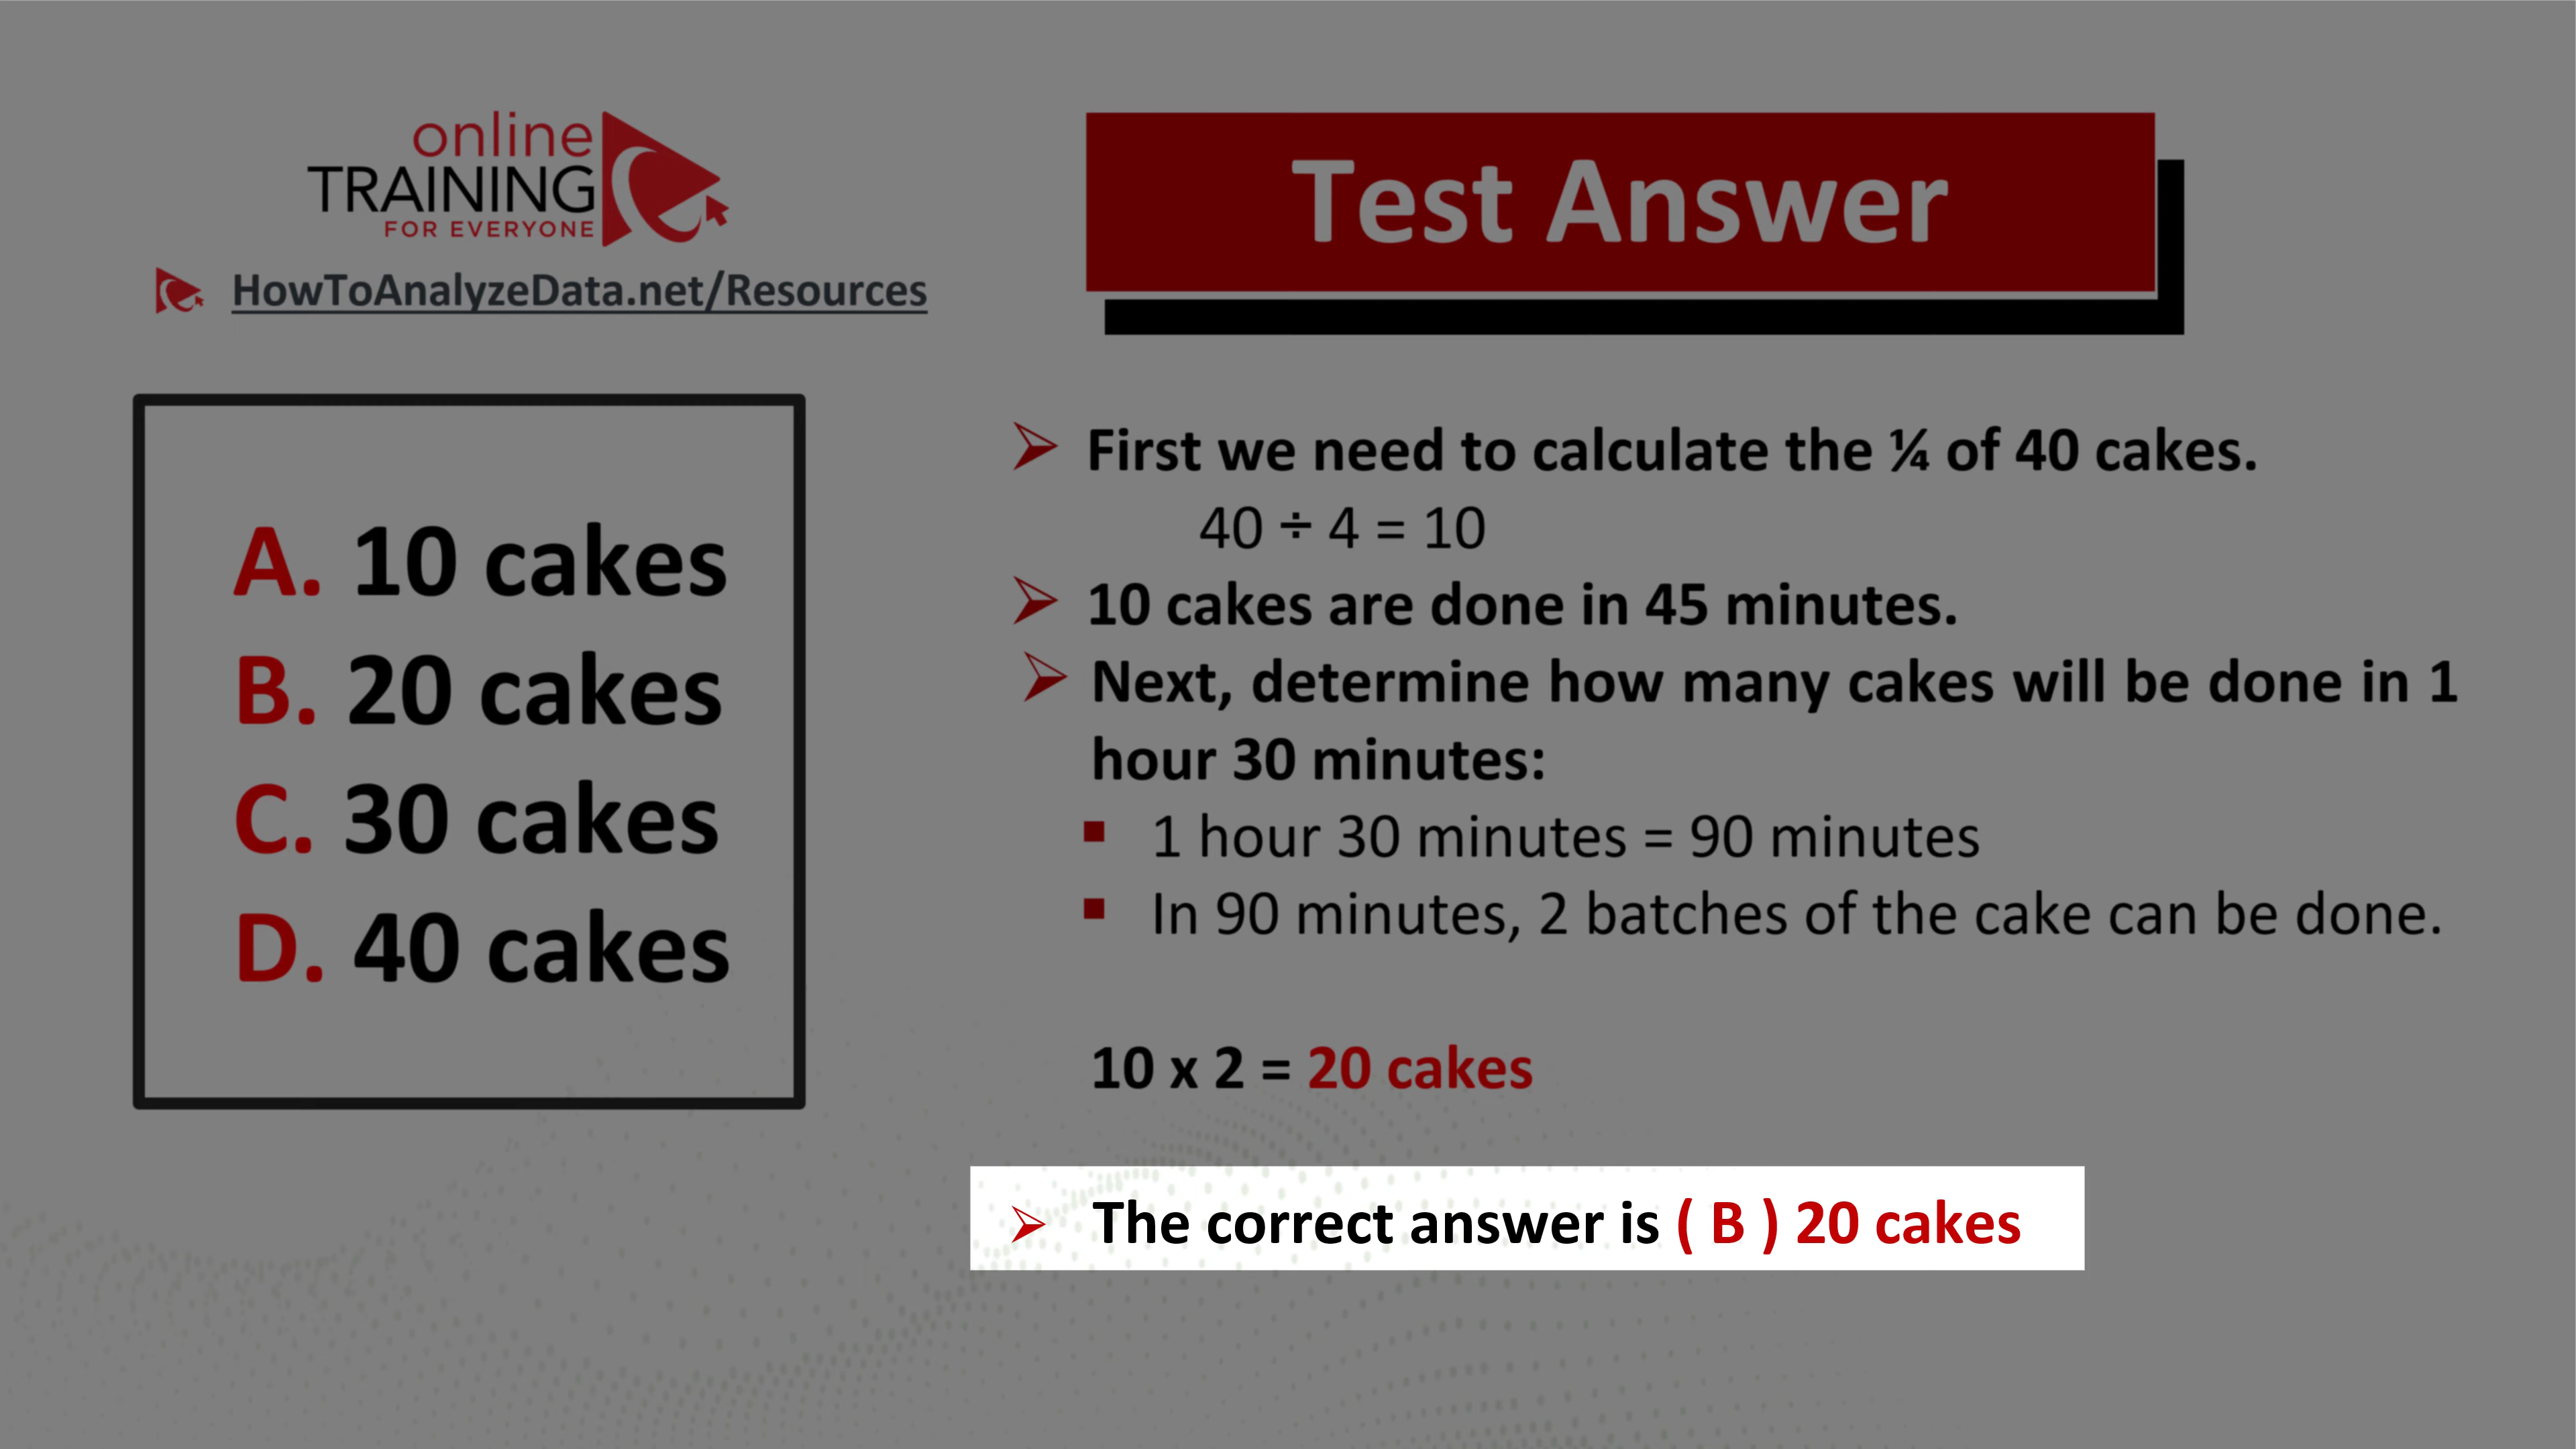 online
TRAINING
FOR EVERYONE
HowToAnalyzeData.net/Resources
Test Answer
A. 10 cakes
B. 20 cakes
C. 30 cakes
D. 40 cakes
First we need to calculate the ¼ of 40 cakes.
40 ÷ 4 = 10
10 cakes are done in 45 minutes.
Next, determine how many cakes will be done in 1
hour 30 minutes:
1 hour 30 minutes = 90 minutes
In 90 minutes, 2 batches of the cake can be done.
10 x 2 = 20 cakes
The correct answer is ( B ) 20 cakes